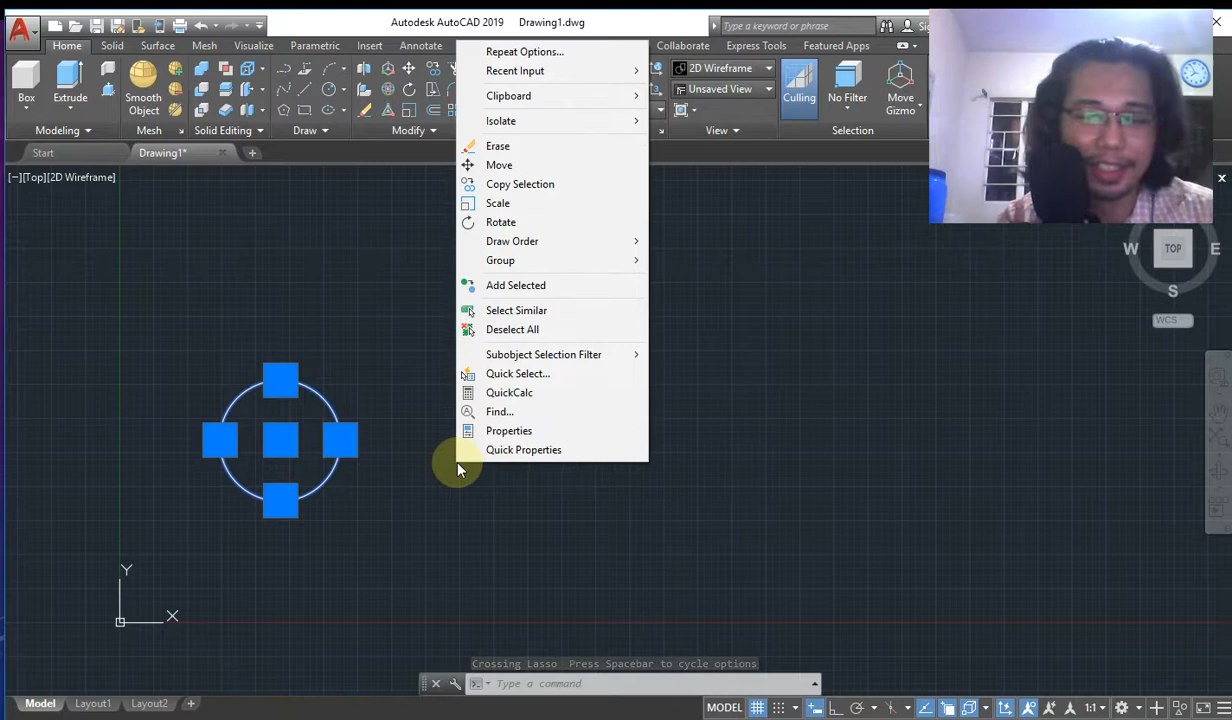 Autodesk AutoCAD 2019 Drawing1.dwg
Type a keyword or phrase
Home Solid Surface Mesh Visualize Parametric Insert Annotate Collaborate Express Tools Featured Apps
Box
Extrude
Smooth Object
2D Wireframe
Unsaved View
Culling
No Filter
Move Gizmo
Modeling Mesh Solid Editing Draw Modify View Selection
Start Drawing1*
[−][Top][2D Wireframe]
Repeat Options...
Recent Input
Clipboard
Isolate
Erase
Move
Copy Selection
Scale
Rotate
Draw Order
Group
Add Selected
Select Similar
Deselect All
Subobject Selection Filter
Quick Select...
QuickCalc
Find...
Properties
Quick Properties
W TOP E
S
WCS
Y
X
Crossing Lasso Press Spacebar to cycle options
Type a command
Model Layout1 Layout2
MODEL 1:1